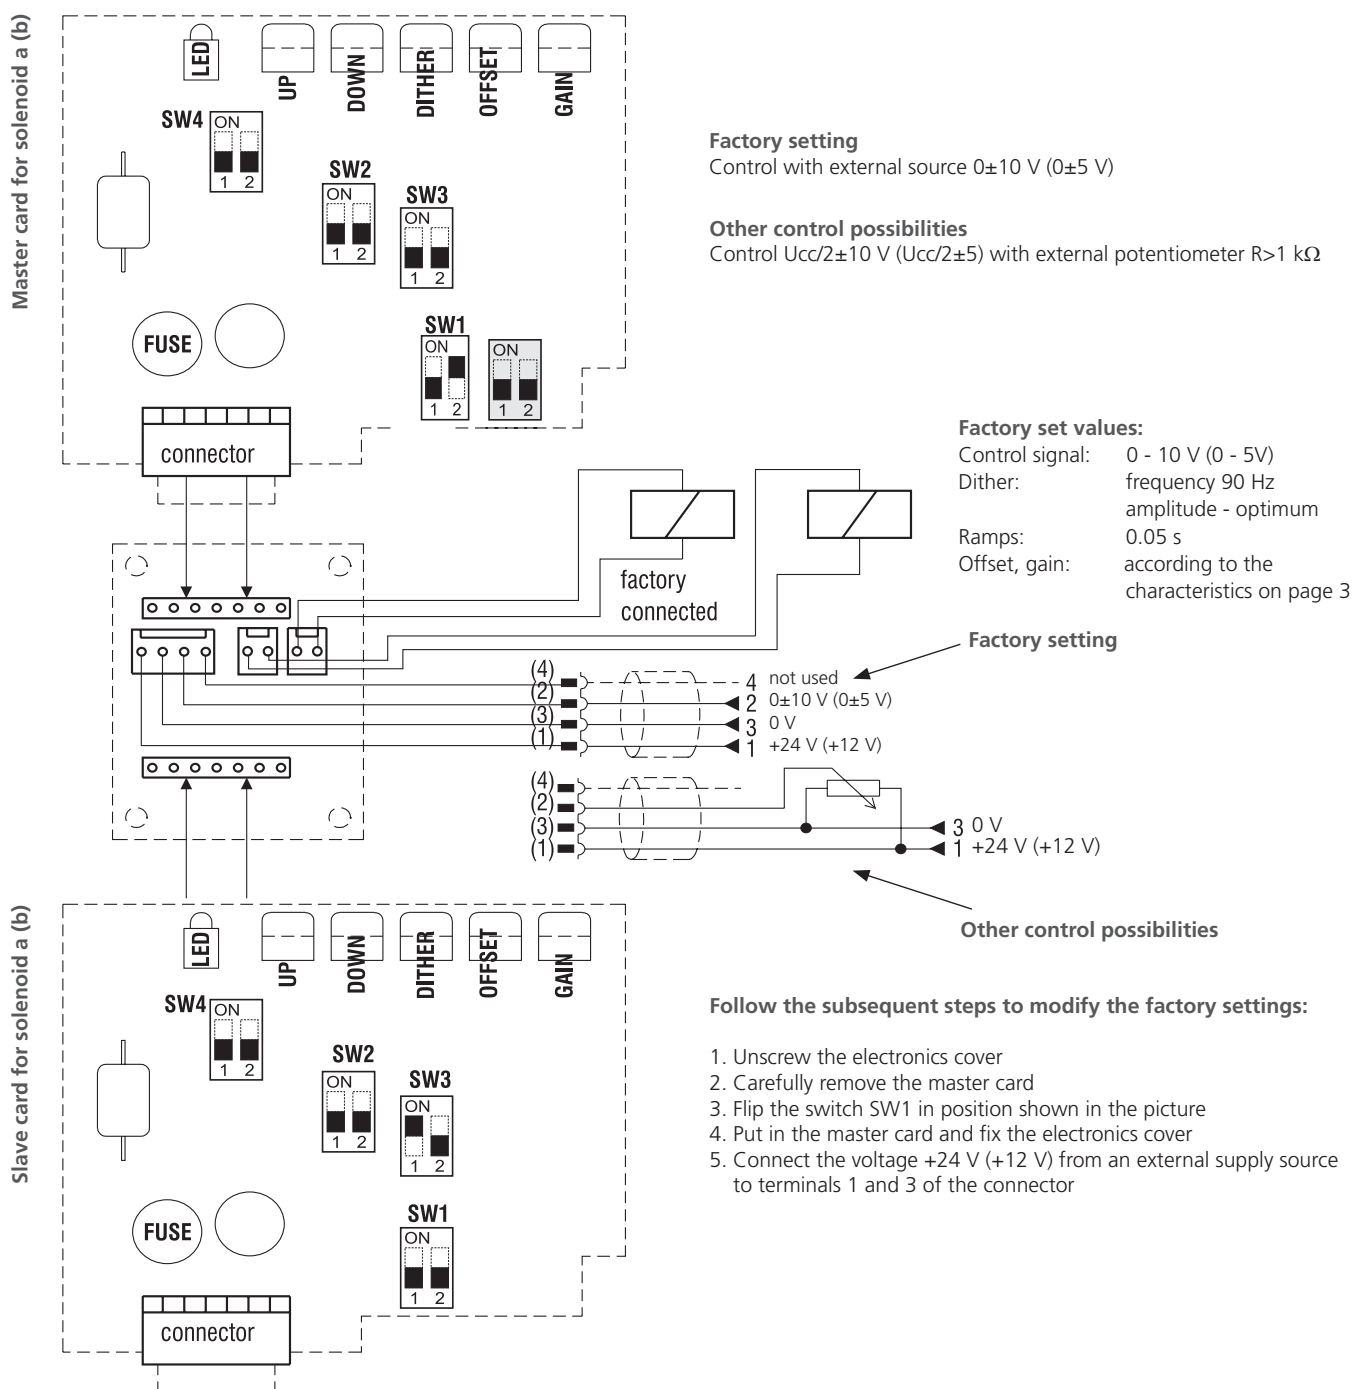 Master card for solenoid a (b)
LED
UP
DOWN
DITHER
OFFSET
GAIN
SW4
ON
1 2
SW2
ON
1 2
SW3
ON
1 2
SW1
ON
1 2
ON
1 2
FUSE
connector
Factory setting
Control with external source 0±10 V (0±5 V)
Other control possibilities
Control Ucc/2±10 V (Ucc/2±5) with external potentiometer R>1 kΩ
Factory set values:
Control signal: 0 - 10 V (0 - 5V)
Dither: frequency 90 Hz
amplitude - optimum
Ramps: 0.05 s
Offset, gain: according to the
characteristics on page 3
factory
connected
Factory setting
(4) 4 not used
(2) 2 0±10 V (0±5 V)
(3) 3 0 V
(1) 1 +24 V (+12 V)
(4)
(2)
(3) 3 0 V
(1) 1 +24 V (+12 V)
Other control possibilities
Slave card for solenoid a (b)
LED
UP
DOWN
DITHER
OFFSET
GAIN
SW4
ON
1 2
SW2
ON
1 2
SW3
ON
1 2
SW1
ON
1 2
FUSE
connector
Follow the subsequent steps to modify the factory settings:
1. Unscrew the electronics cover
2. Carefully remove the master card
3. Flip the switch SW1 in position shown in the picture
4. Put in the master card and fix the electronics cover
5. Connect the voltage +24 V (+12 V) from an external supply source
to terminals 1 and 3 of the connector